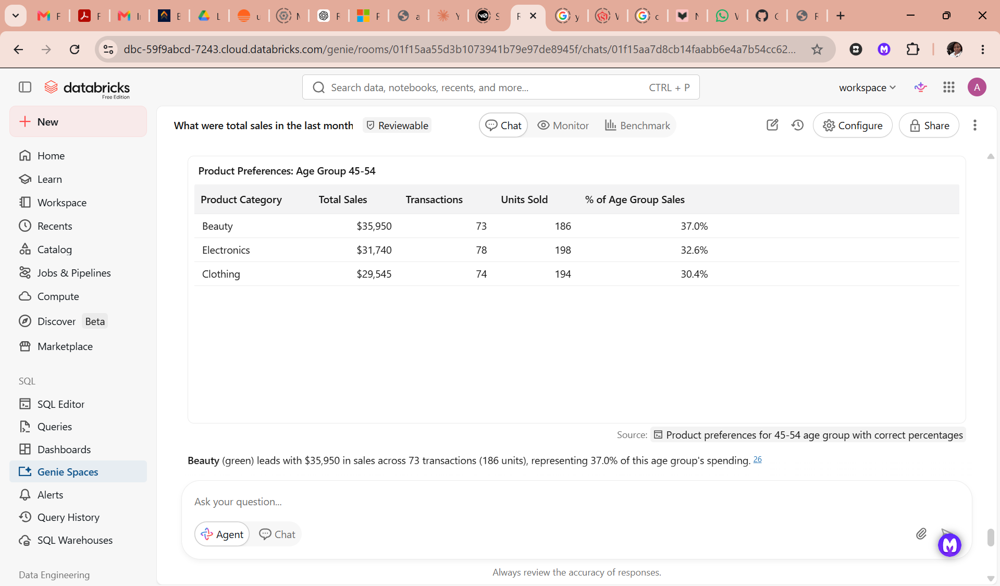 dbc-59f9abcd-7243.cloud.databricks.com/genie/rooms/01f15aa55d3b1073941b79e97de8945f/chats/01f15aa7d8cb14faabb6e4a7b54cc62...
databricks
Free Edition
Search data, notebooks, recents, and more...
CTRL + P
workspace
A
New
What were total sales in the last month
Reviewable
Chat
Monitor
Benchmark
Configure
Share
Home
Learn
Workspace
Recents
Catalog
Jobs & Pipelines
Compute
Discover Beta
Marketplace
SQL
SQL Editor
Queries
Dashboards
Genie Spaces
Alerts
Query History
SQL Warehouses
Data Engineering
Product Preferences: Age Group 45-54
Product Category Total Sales Transactions Units Sold % of Age Group Sales
Beauty $35,950 73 186 37.0%
Electronics $31,740 78 198 32.6%
Clothing $29,545 74 194 30.4%
Source: Product preferences for 45-54 age group with correct percentages
Beauty (green) leads with $35,950 in sales across 73 transactions (186 units), representing 37.0% of this age group's spending. 26
Ask your question...
Agent
Chat
Always review the accuracy of responses.